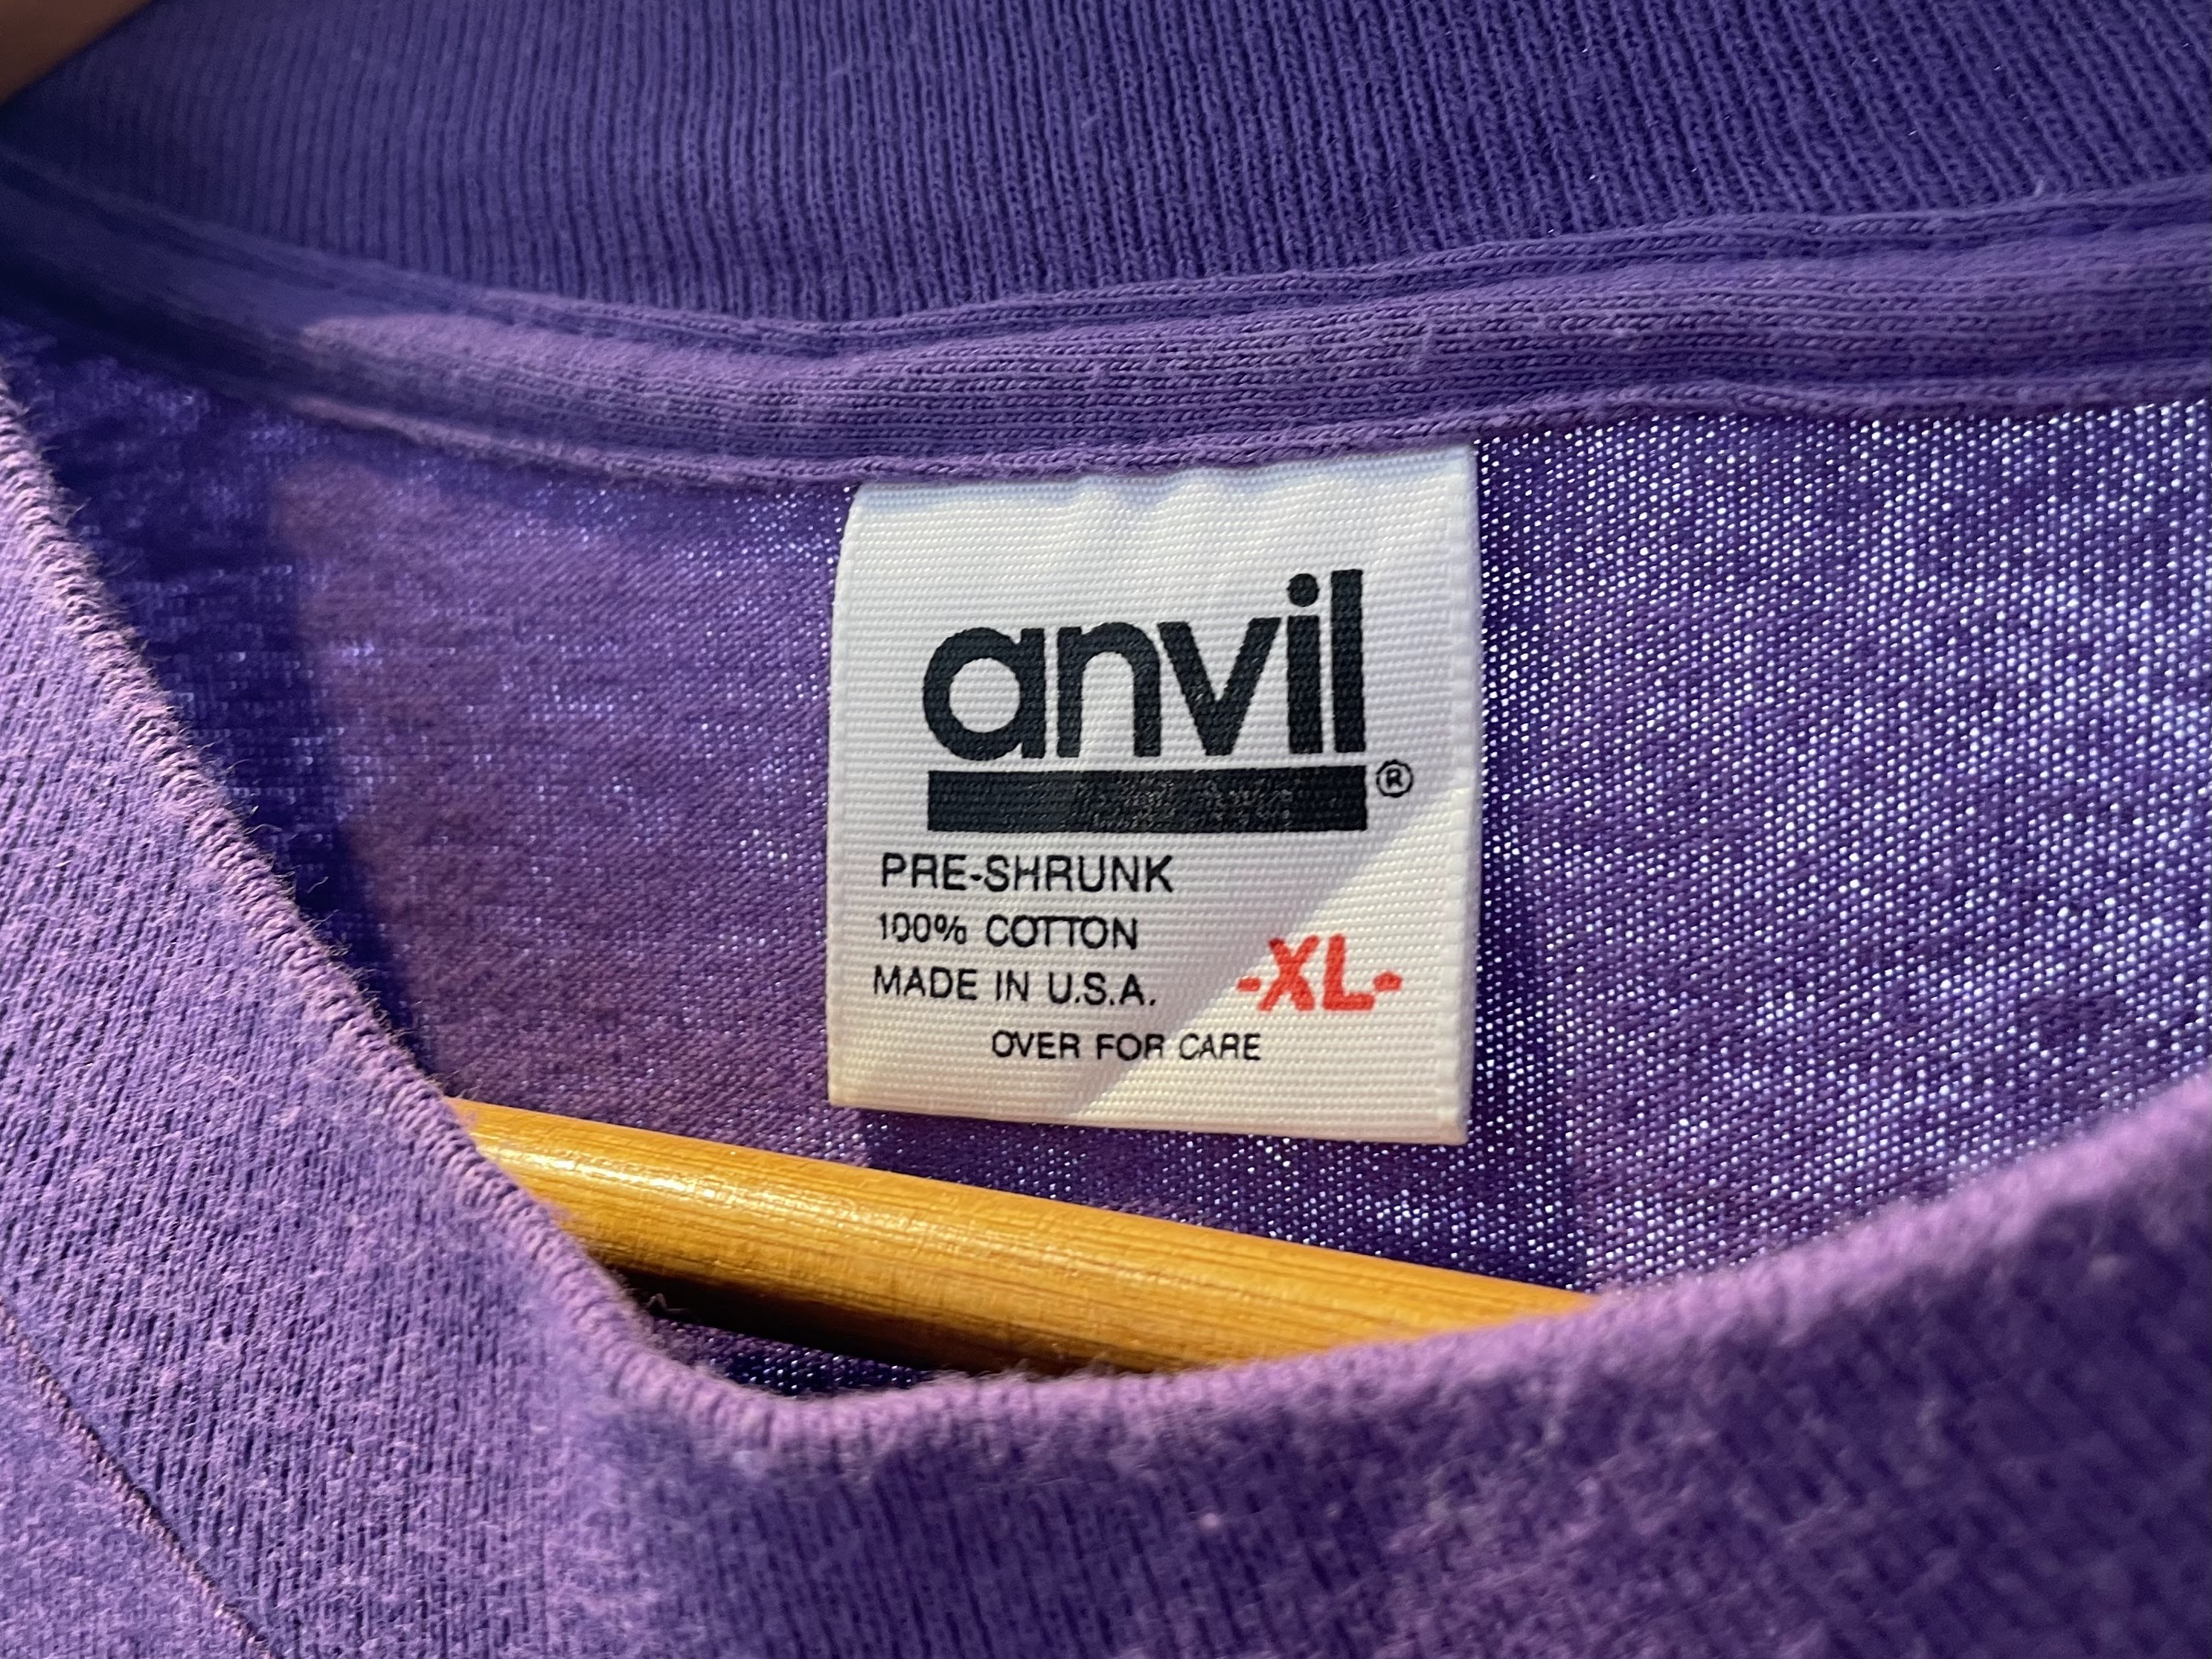 anvil®
PRE-SHRUNK
100% COTTON
MADE IN U.S.A. -XL-
OVER FOR CARE